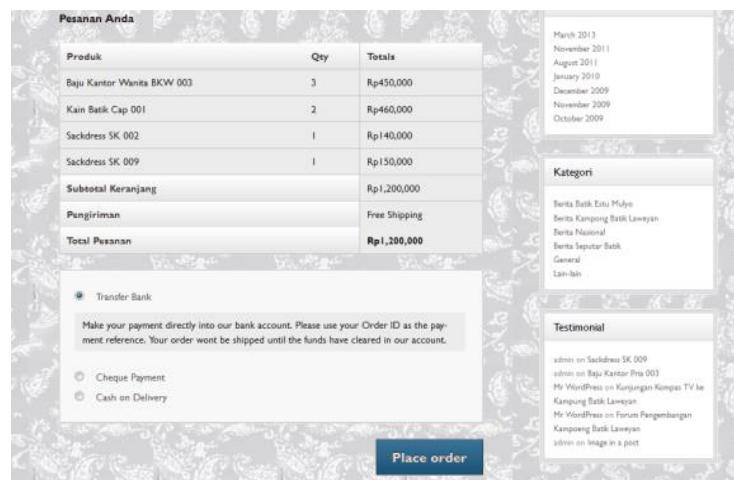 Pesanan Anda
Produk Qty Totals
Baju Kantor Wanita BKW 003 3 Rp450,000
Kain Batik Cap 001 2 Rp460,000
Sackdress SK 002 1 Rp140,000
Sackdress SK 009 1 Rp150,000
Subtotal Keranjang Rp1,200,000
Pengiriman Free Shipping
Total Pesanan Rp1,200,000
Transfer Bank
Make your payment directly into our bank account. Please use your Order ID as the pay-
ment reference. Your order wont be shipped until the funds have cleared in our account.
Cheque Payment
Cash on Delivery
Place order
March 2013
November 2011
August 2011
January 2010
December 2009
November 2009
October 2009
Kategori
Berita Batik Estu Mulyo
Berita Kampong Batik Laweyan
Berita Nasional
Berita Seputar Batik
General
Lain-lain
Testimonial
admin on Sackdress SK 009
admin on Baju Kantor Pria 003
Mr WordPress on Kunjungan Kompas TV ke
Kampung Batik Laweyan
Mr WordPress on Forum Pengembangan
Kampoeng Batik Laweyan
admin on Image in a post